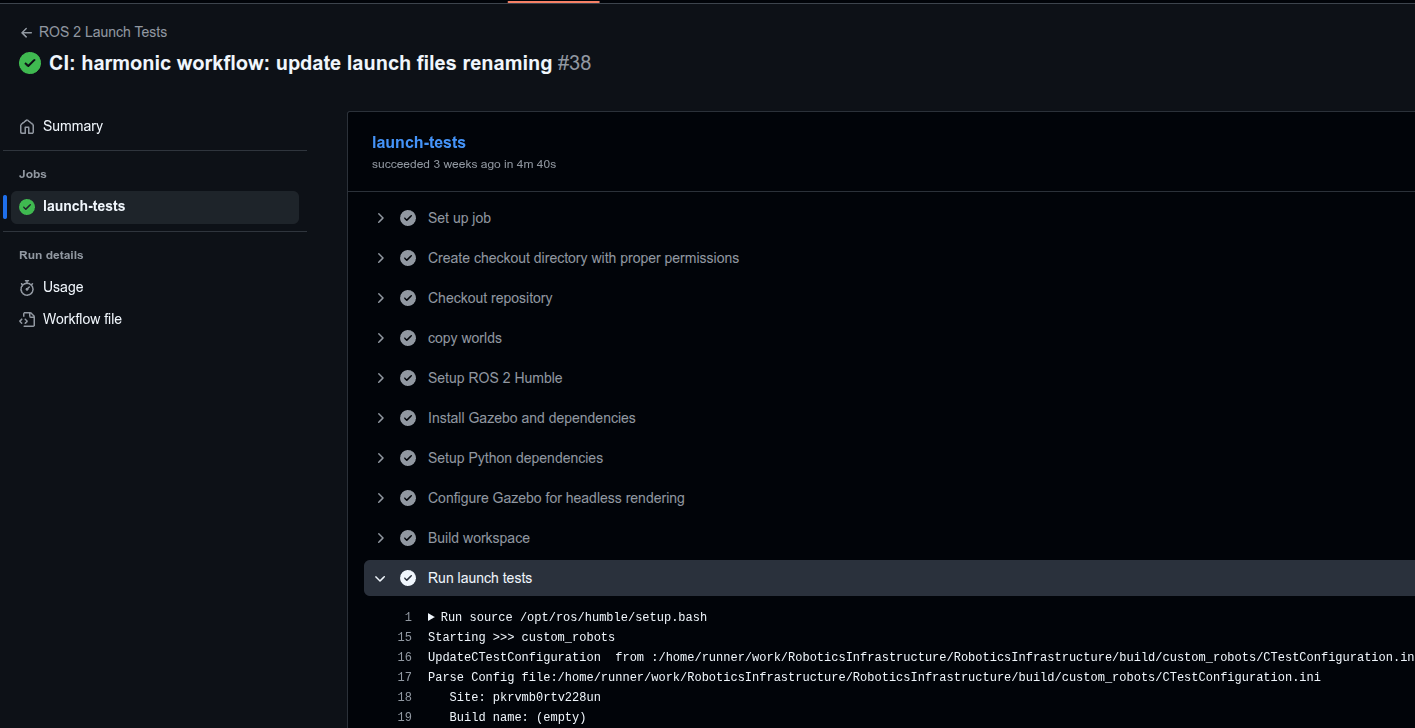 ROS 2 Launch Tests
CI: harmonic workflow: update launch files renaming #38
Summary
Jobs
launch-tests
Run details
Usage
Workflow file
launch-tests
succeeded 3 weeks ago in 4m 40s
Set up job
Create checkout directory with proper permissions
Checkout repository
copy worlds
Setup ROS 2 Humble
Install Gazebo and dependencies
Setup Python dependencies
Configure Gazebo for headless rendering
Build workspace
Run launch tests
1 Run source /opt/ros/humble/setup.bash
15 Starting >>> custom_robots
16 UpdateCTestConfiguration  from :/home/runner/work/RoboticsInfrastructure/RoboticsInfrastructure/build/custom_robots/CTestConfiguration.in
17 Parse Config file:/home/runner/work/RoboticsInfrastructure/RoboticsInfrastructure/build/custom_robots/CTestConfiguration.ini
18 Site: pkrvmb0rtv228un
19 Build name: (empty)